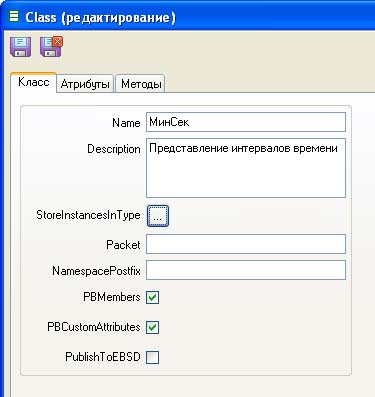 Class (редактирование)
Класс Атрибуты Методы
Name МинСек
Description Представление интервалов времени
StoreInstancesInType ...
Packet
NamespacePostfix
PBMembers
PBCustomAttributes
PublishToEBSD